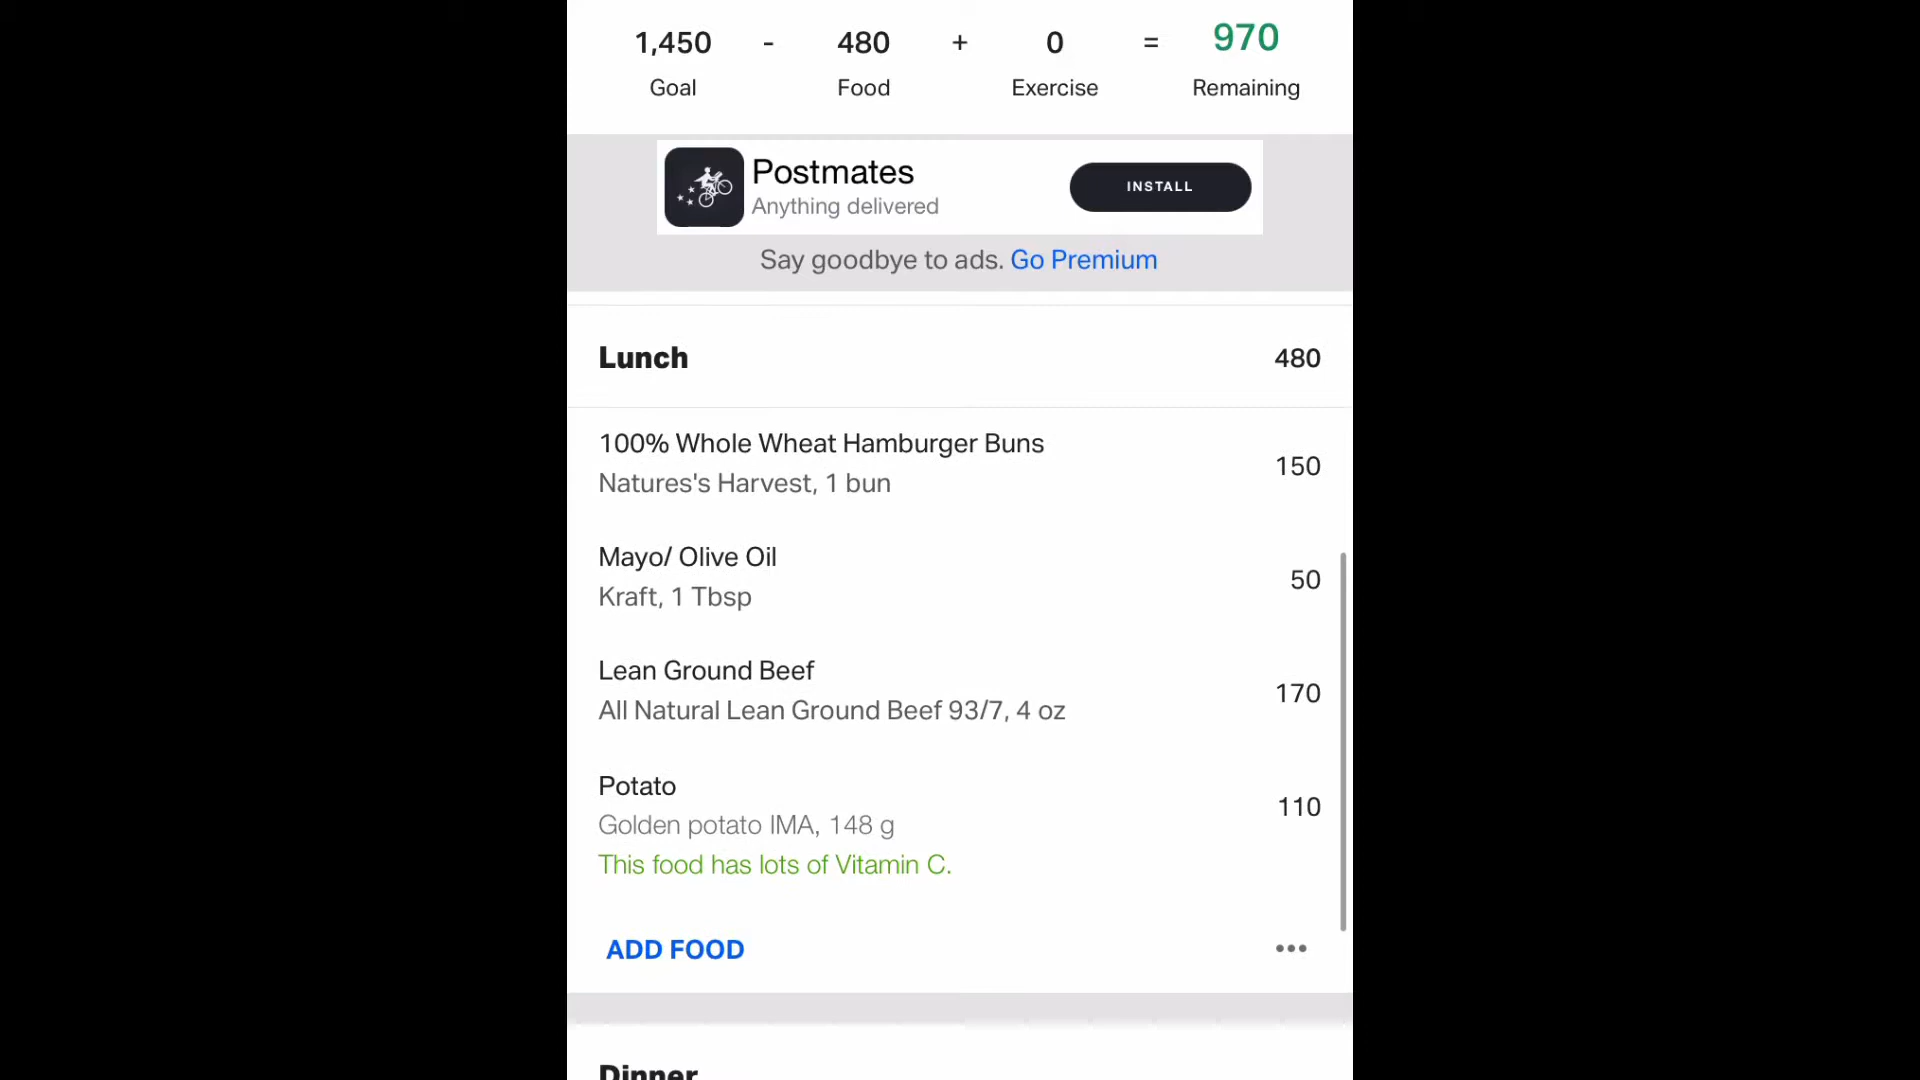 1,450 - 480 + 0 = 970
Goal Food Exercise Remaining
Postmates
Anything delivered
INSTALL
Say goodbye to ads. Go Premium
Lunch 480
100% Whole Wheat Hamburger Buns
Natures's Harvest, 1 bun
150
Mayo/ Olive Oil
Kraft, 1 Tbsp
50
Lean Ground Beef
All Natural Lean Ground Beef 93/7, 4 oz
170
Potato
Golden potato IMA, 148 g
This food has lots of Vitamin C.
110
ADD FOOD
Dinner